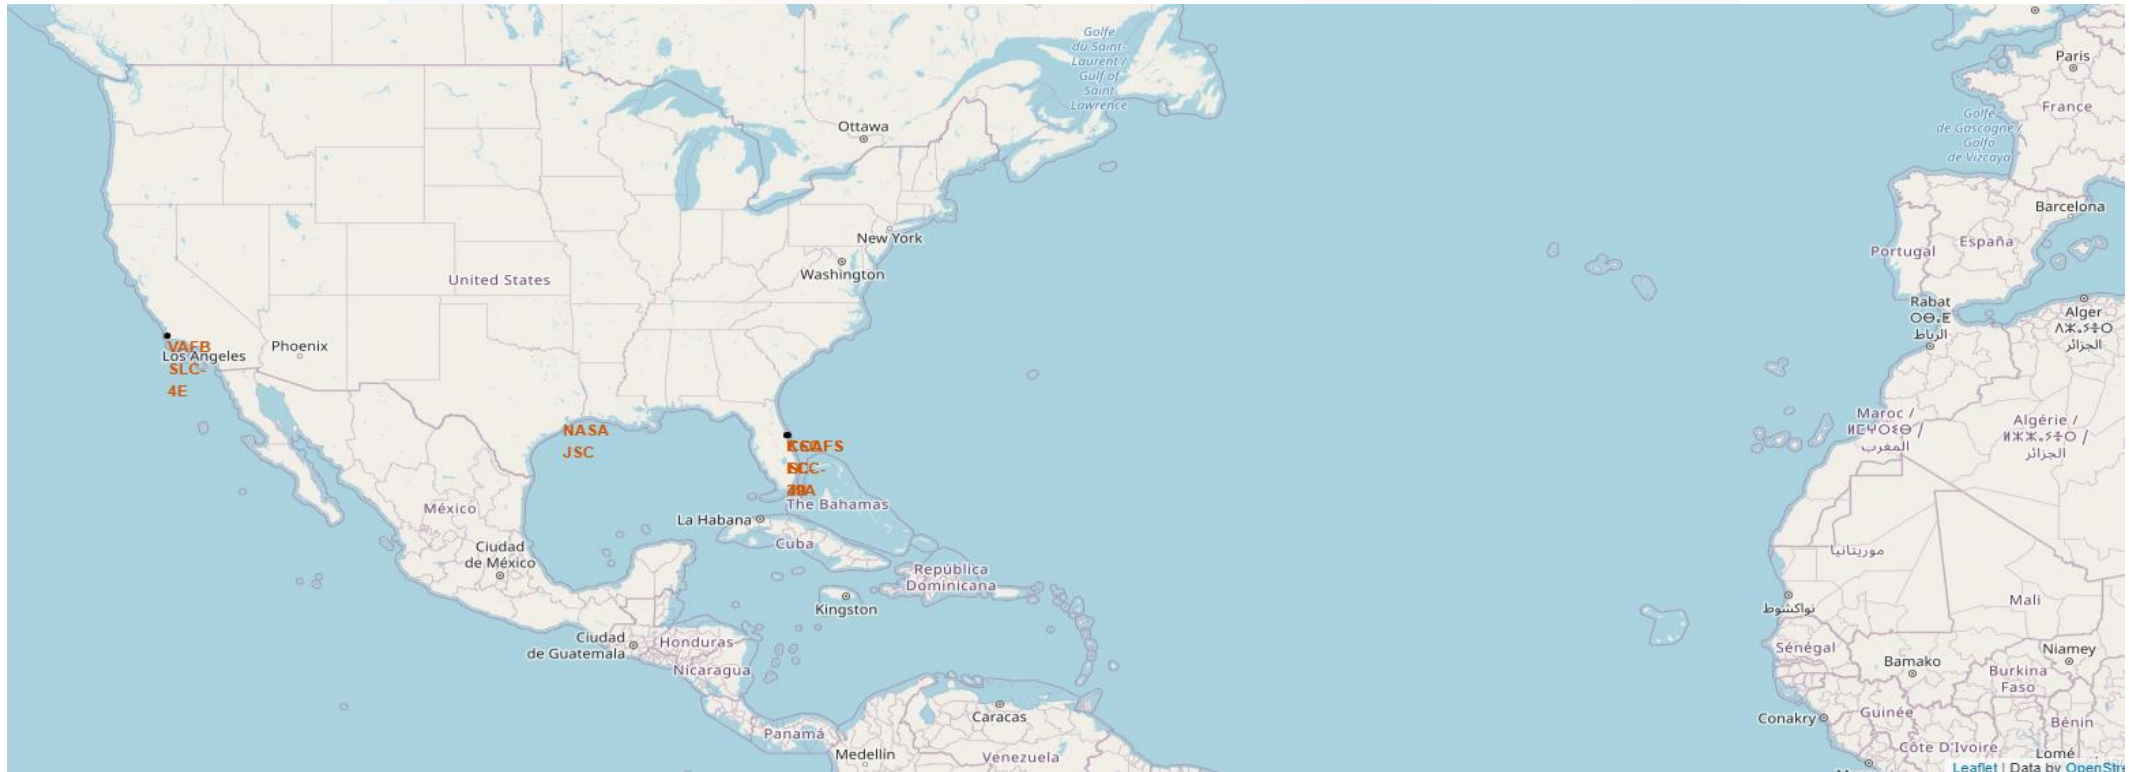 Golfe
du Saint-
Laurent /
Gulf of
Saint
Lawrence
Paris
France
Golfe
de Gascogne /
Golfo
de Vizcaya
Ottawa
Barcelona
New York
Portugal
España
Washington
United States
Rabat
ⵔⴱⴰⵟ
الرباط
Alger
الجزائر
VAFB
SLC-
4E
Los Angeles
Phoenix
NASA
JSC
Maroc /
المغرب
Algérie /
الجزائر
CCAFS
The Bahamas
La Habana
México
Cuba
Ciudad
de México
موريتانيا
República
Dominicana
Kingston
Mali
نواكشوط
Ciudad
de Guatemala
Honduras
Nicaragua
Sénégal
Bamako
Niamey
Burkina
Faso
Caracas
Conakry
Guinée
Bénin
Panamá
Medellín
Venezuela
Côte D'Ivoire
Lomé
Leaflet | Data by OpenStre